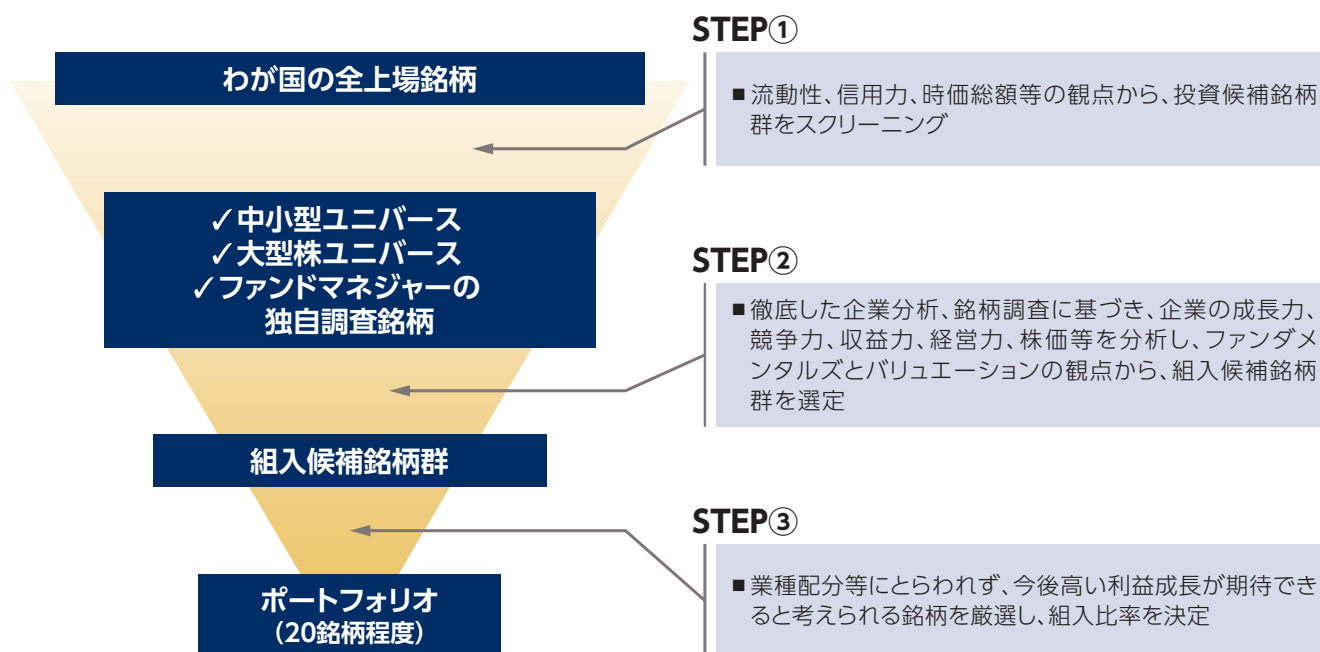 STEP①
わが国の全上場銘柄
■ 流動性、信用力、時価総額等の観点から、投資候補銘柄
群をスクリーニング
✓中小型ユニバース
✓大型株ユニバース
✓ファンドマネジャーの
独自調査銘柄
STEP②
■ 徹底した企業分析、銘柄調査に基づき、企業の成長力、
競争力、収益力、経営力、株価等を分析し、ファンダメ
ンタルズとバリュエーションの観点から、組入候補銘柄
群を選定
組入候補銘柄群
STEP③
■ 業種配分等にとらわれず、今後高い利益成長が期待でき
ると考えられる銘柄を厳選し、組入比率を決定
ポートフォリオ
(20銘柄程度)